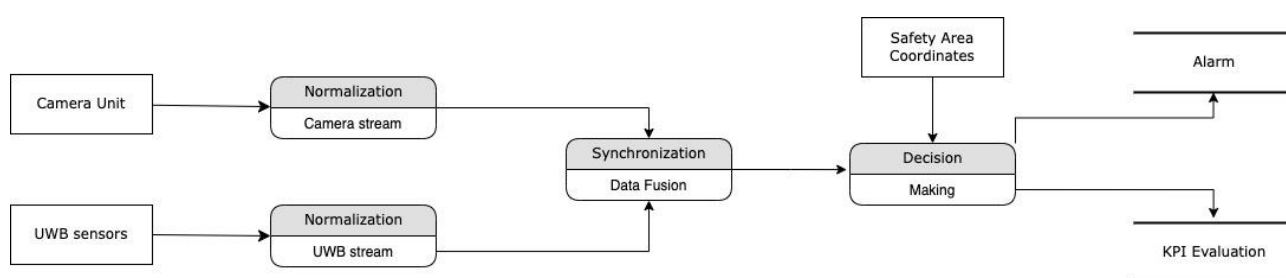 Camera Unit
Normalization
Camera stream
UWB sensors
Normalization
UWB stream
Synchronization
Data Fusion
Safety Area
Coordinates
Decision
Making
Alarm
KPI Evaluation